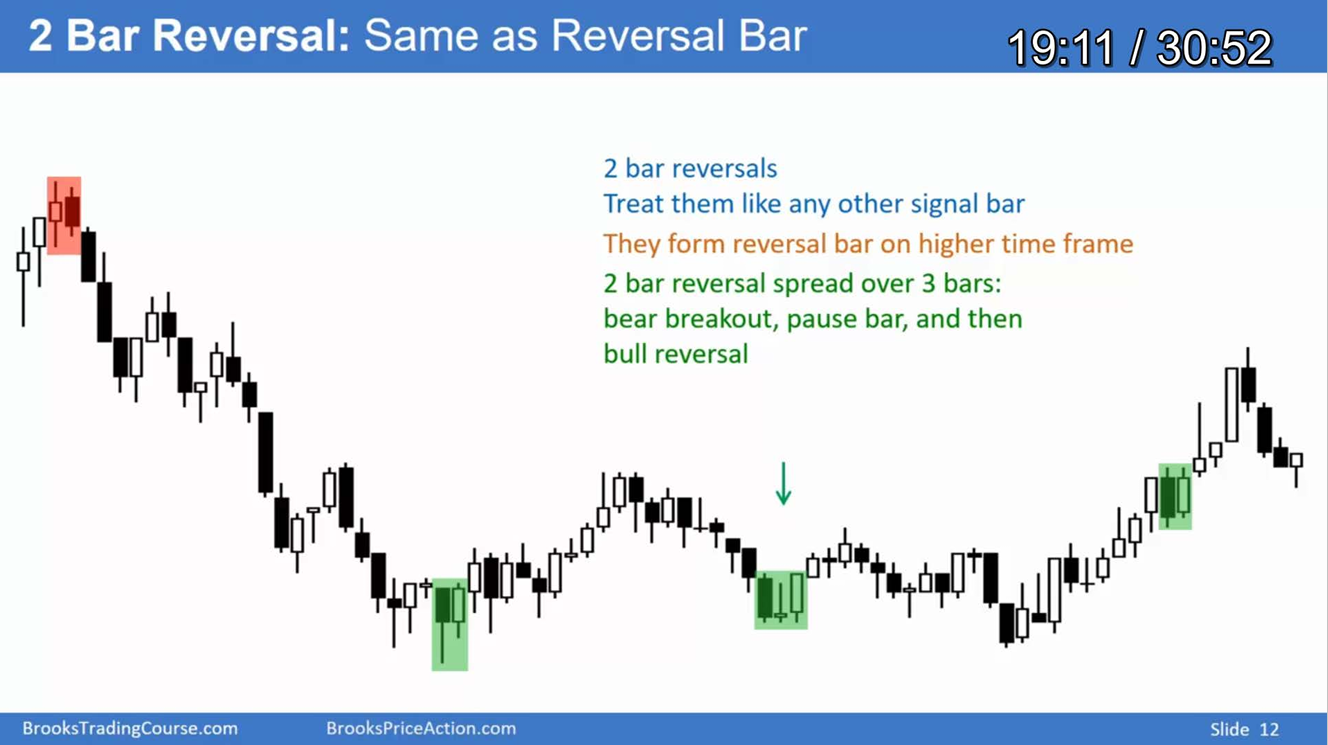 2 Bar Reversal: Same as Reversal Bar
19:11 / 30:52
2 bar reversals
Treat them like any other signal bar
They form reversal bar on higher time frame
2 bar reversal spread over 3 bars:
bear breakout, pause bar, and then
bull reversal
BrooksTradingCourse.com
BrooksPriceAction.com
Slide 12